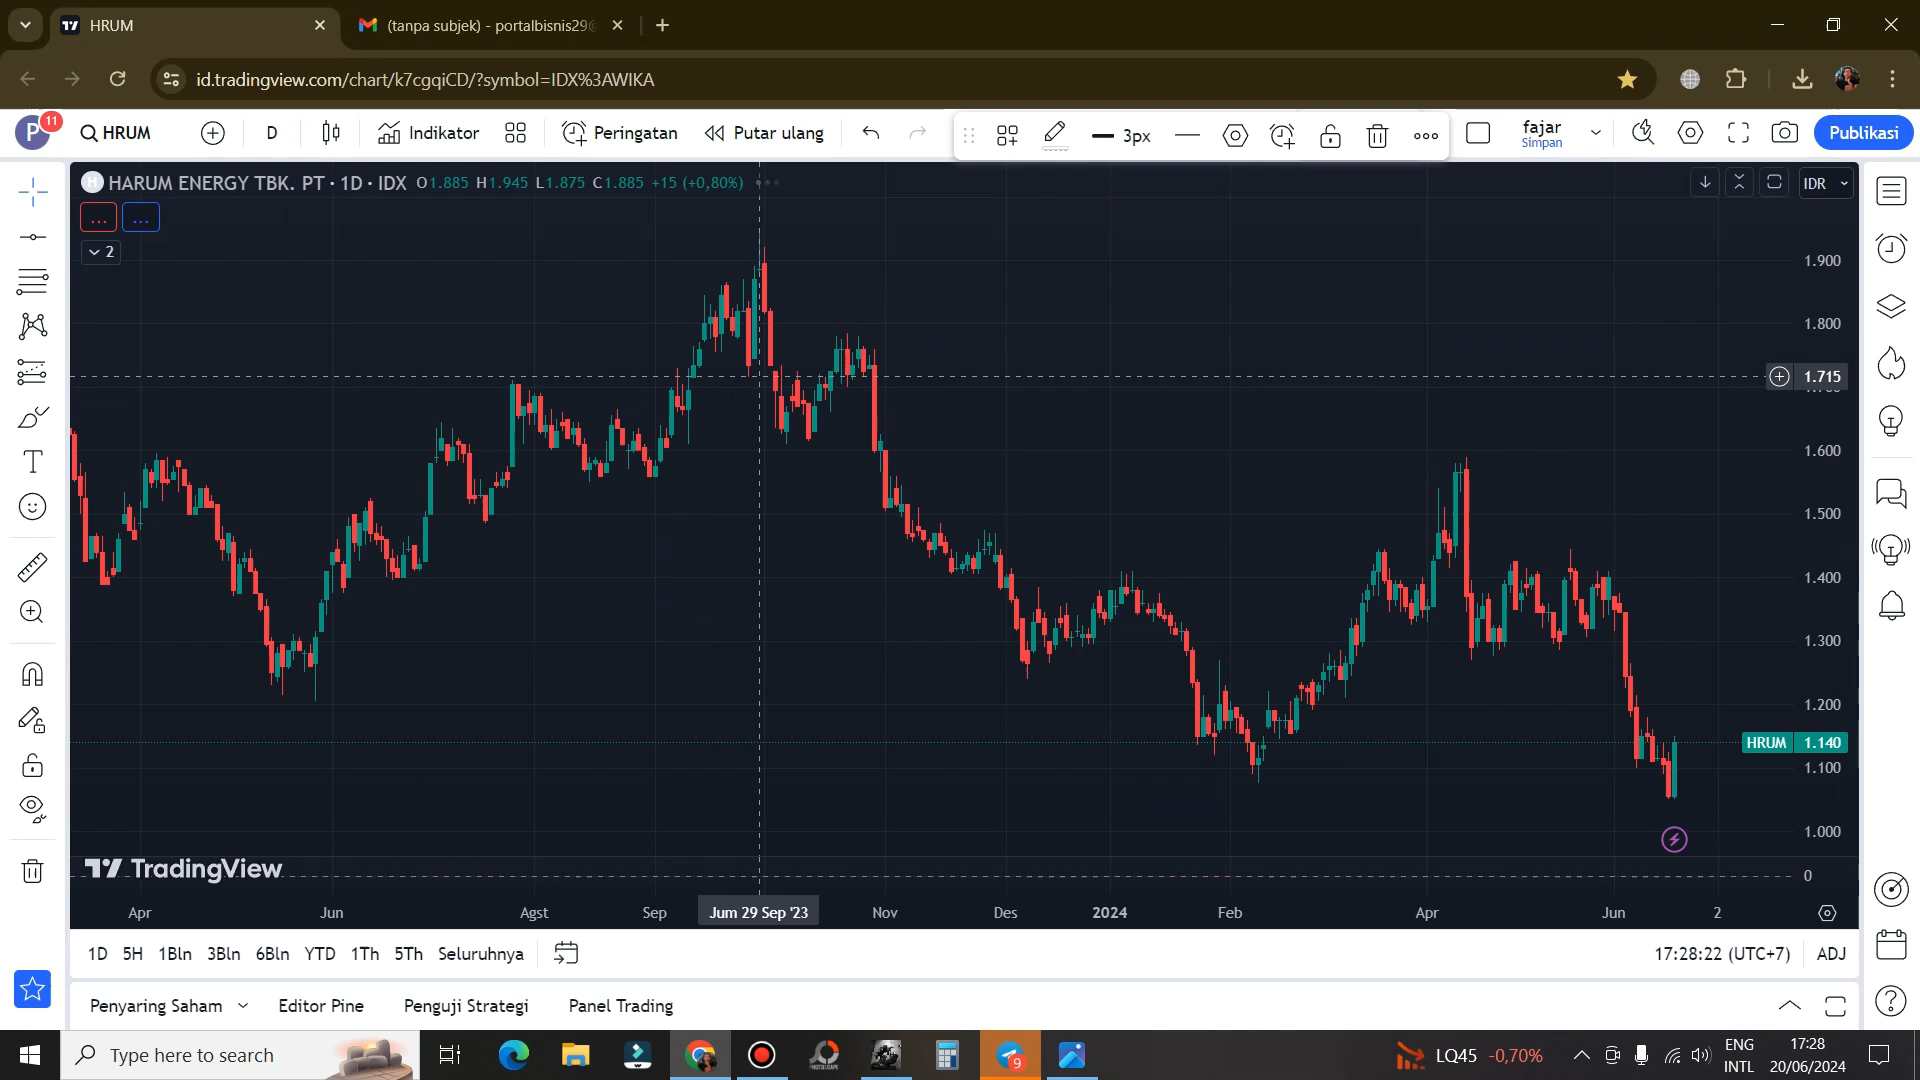 HRUM
(tanpa subjek) - portalbisnis29@
id.tradingview.com/chart/k7cgqiCD/?symbol=IDX%3AWIKA
P
11
HRUM
D
Indikator
Peringatan
Putar ulang
3px
fajar
Simpan
Publikasi
H HARUM ENERGY TBK. PT · 1D · IDX O1.885 H1.945 L1.875 C1.885 +15 (+0,80%)
IDR
... ...
2
1.900
1.800
1.715
1.600
1.500
1.400
1.300
1.200
HRUM 1.140
1.100
1.000
0
TradingView
Apr Jun Agst Sep Jum 29 Sep '23 Nov Des 2024 Feb Apr Jun 2
1D 5H 1Bln 3Bln 6Bln YTD 1Th 5Th Seluruhnya
17:28:22 (UTC+7) ADJ
Penyaring Saham Editor Pine Penguji Strategi Panel Trading
Type here to search
9
LQ45 -0,70%
ENG
INTL
17:28
20/06/2024